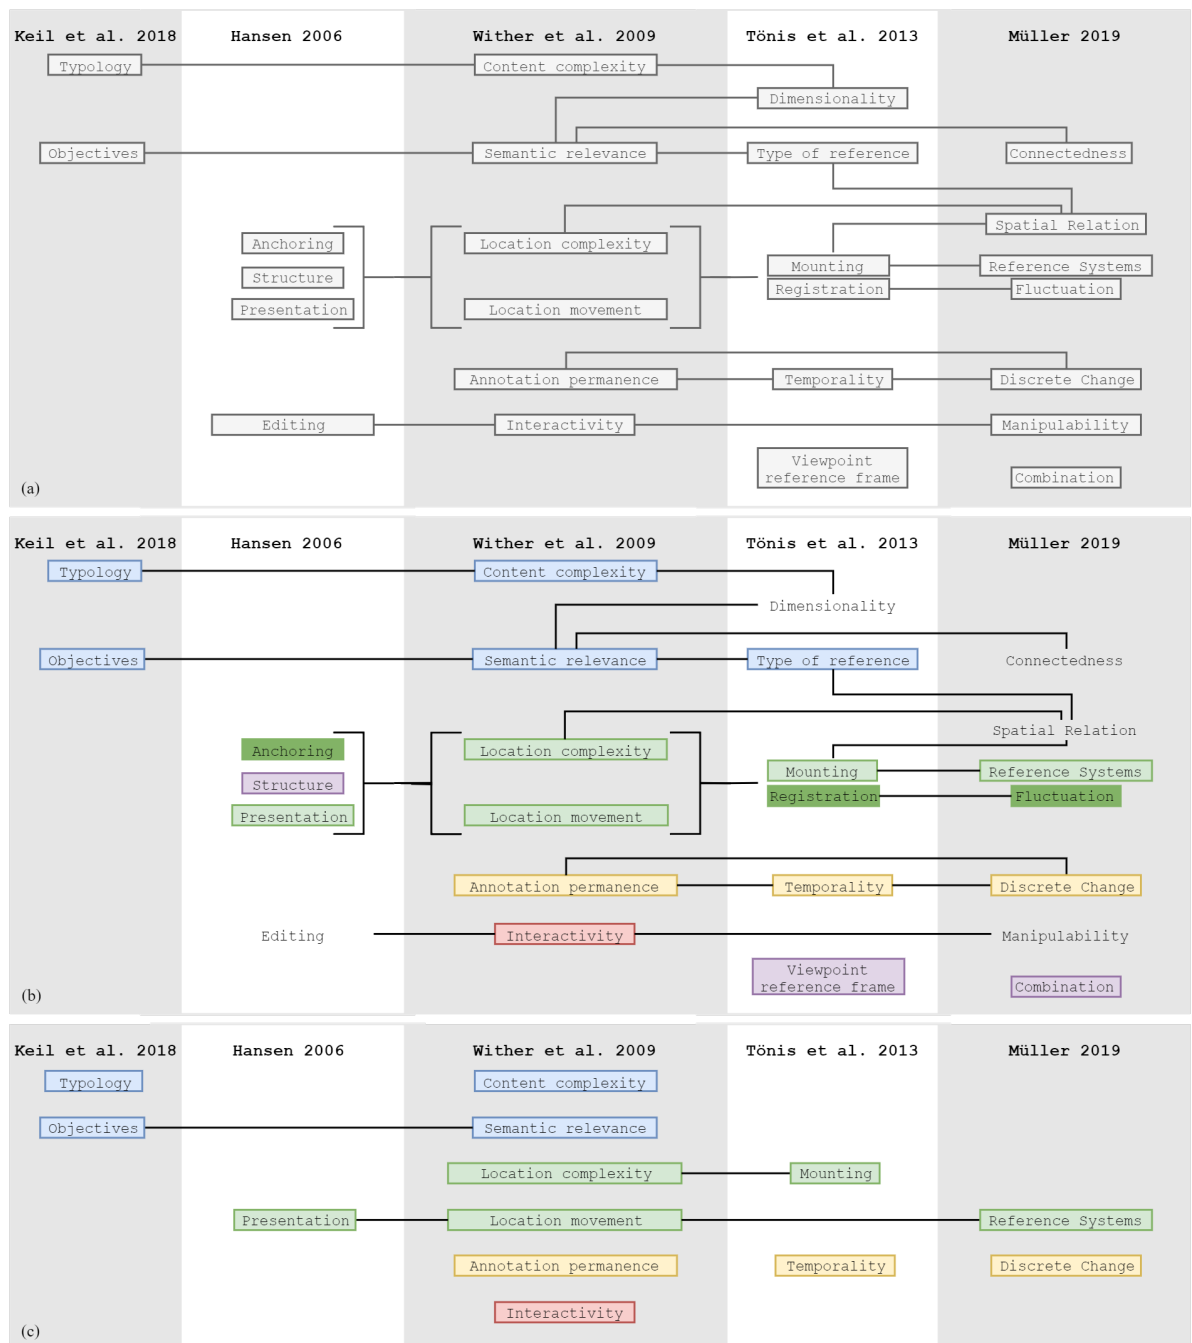 Keil et al. 2018 Hansen 2006 Wither et al. 2009 Tönis et al. 2013 Müller 2019
Typology Content complexity
Dimensionality
Objectives Semantic relevance Type of reference Connectedness
Spatial Relation
Anchoring Location complexity
Mounting Reference Systems
Structure
Registration Fluctuation
Presentation Location movement
Annotation permanence Temporality Discrete Change
Editing Interactivity Manipulability
Viewpoint
reference frame
Combination
(a)
Keil et al. 2018 Hansen 2006 Wither et al. 2009 Tönis et al. 2013 Müller 2019
Typology Content complexity
Dimensionality
Objectives Semantic relevance Type of reference Connectedness
Spatial Relation
Anchoring Location complexity
Mounting Reference Systems
Structure
Registration Fluctuation
Presentation Location movement
Annotation permanence Temporality Discrete Change
Editing Interactivity Manipulability
Viewpoint
reference frame
Combination
(b)
Keil et al. 2018 Hansen 2006 Wither et al. 2009 Tönis et al. 2013 Müller 2019
Typology Content complexity
Objectives Semantic relevance
Location complexity Mounting
Presentation Location movement Reference Systems
Annotation permanence Temporality Discrete Change
Interactivity
(c)